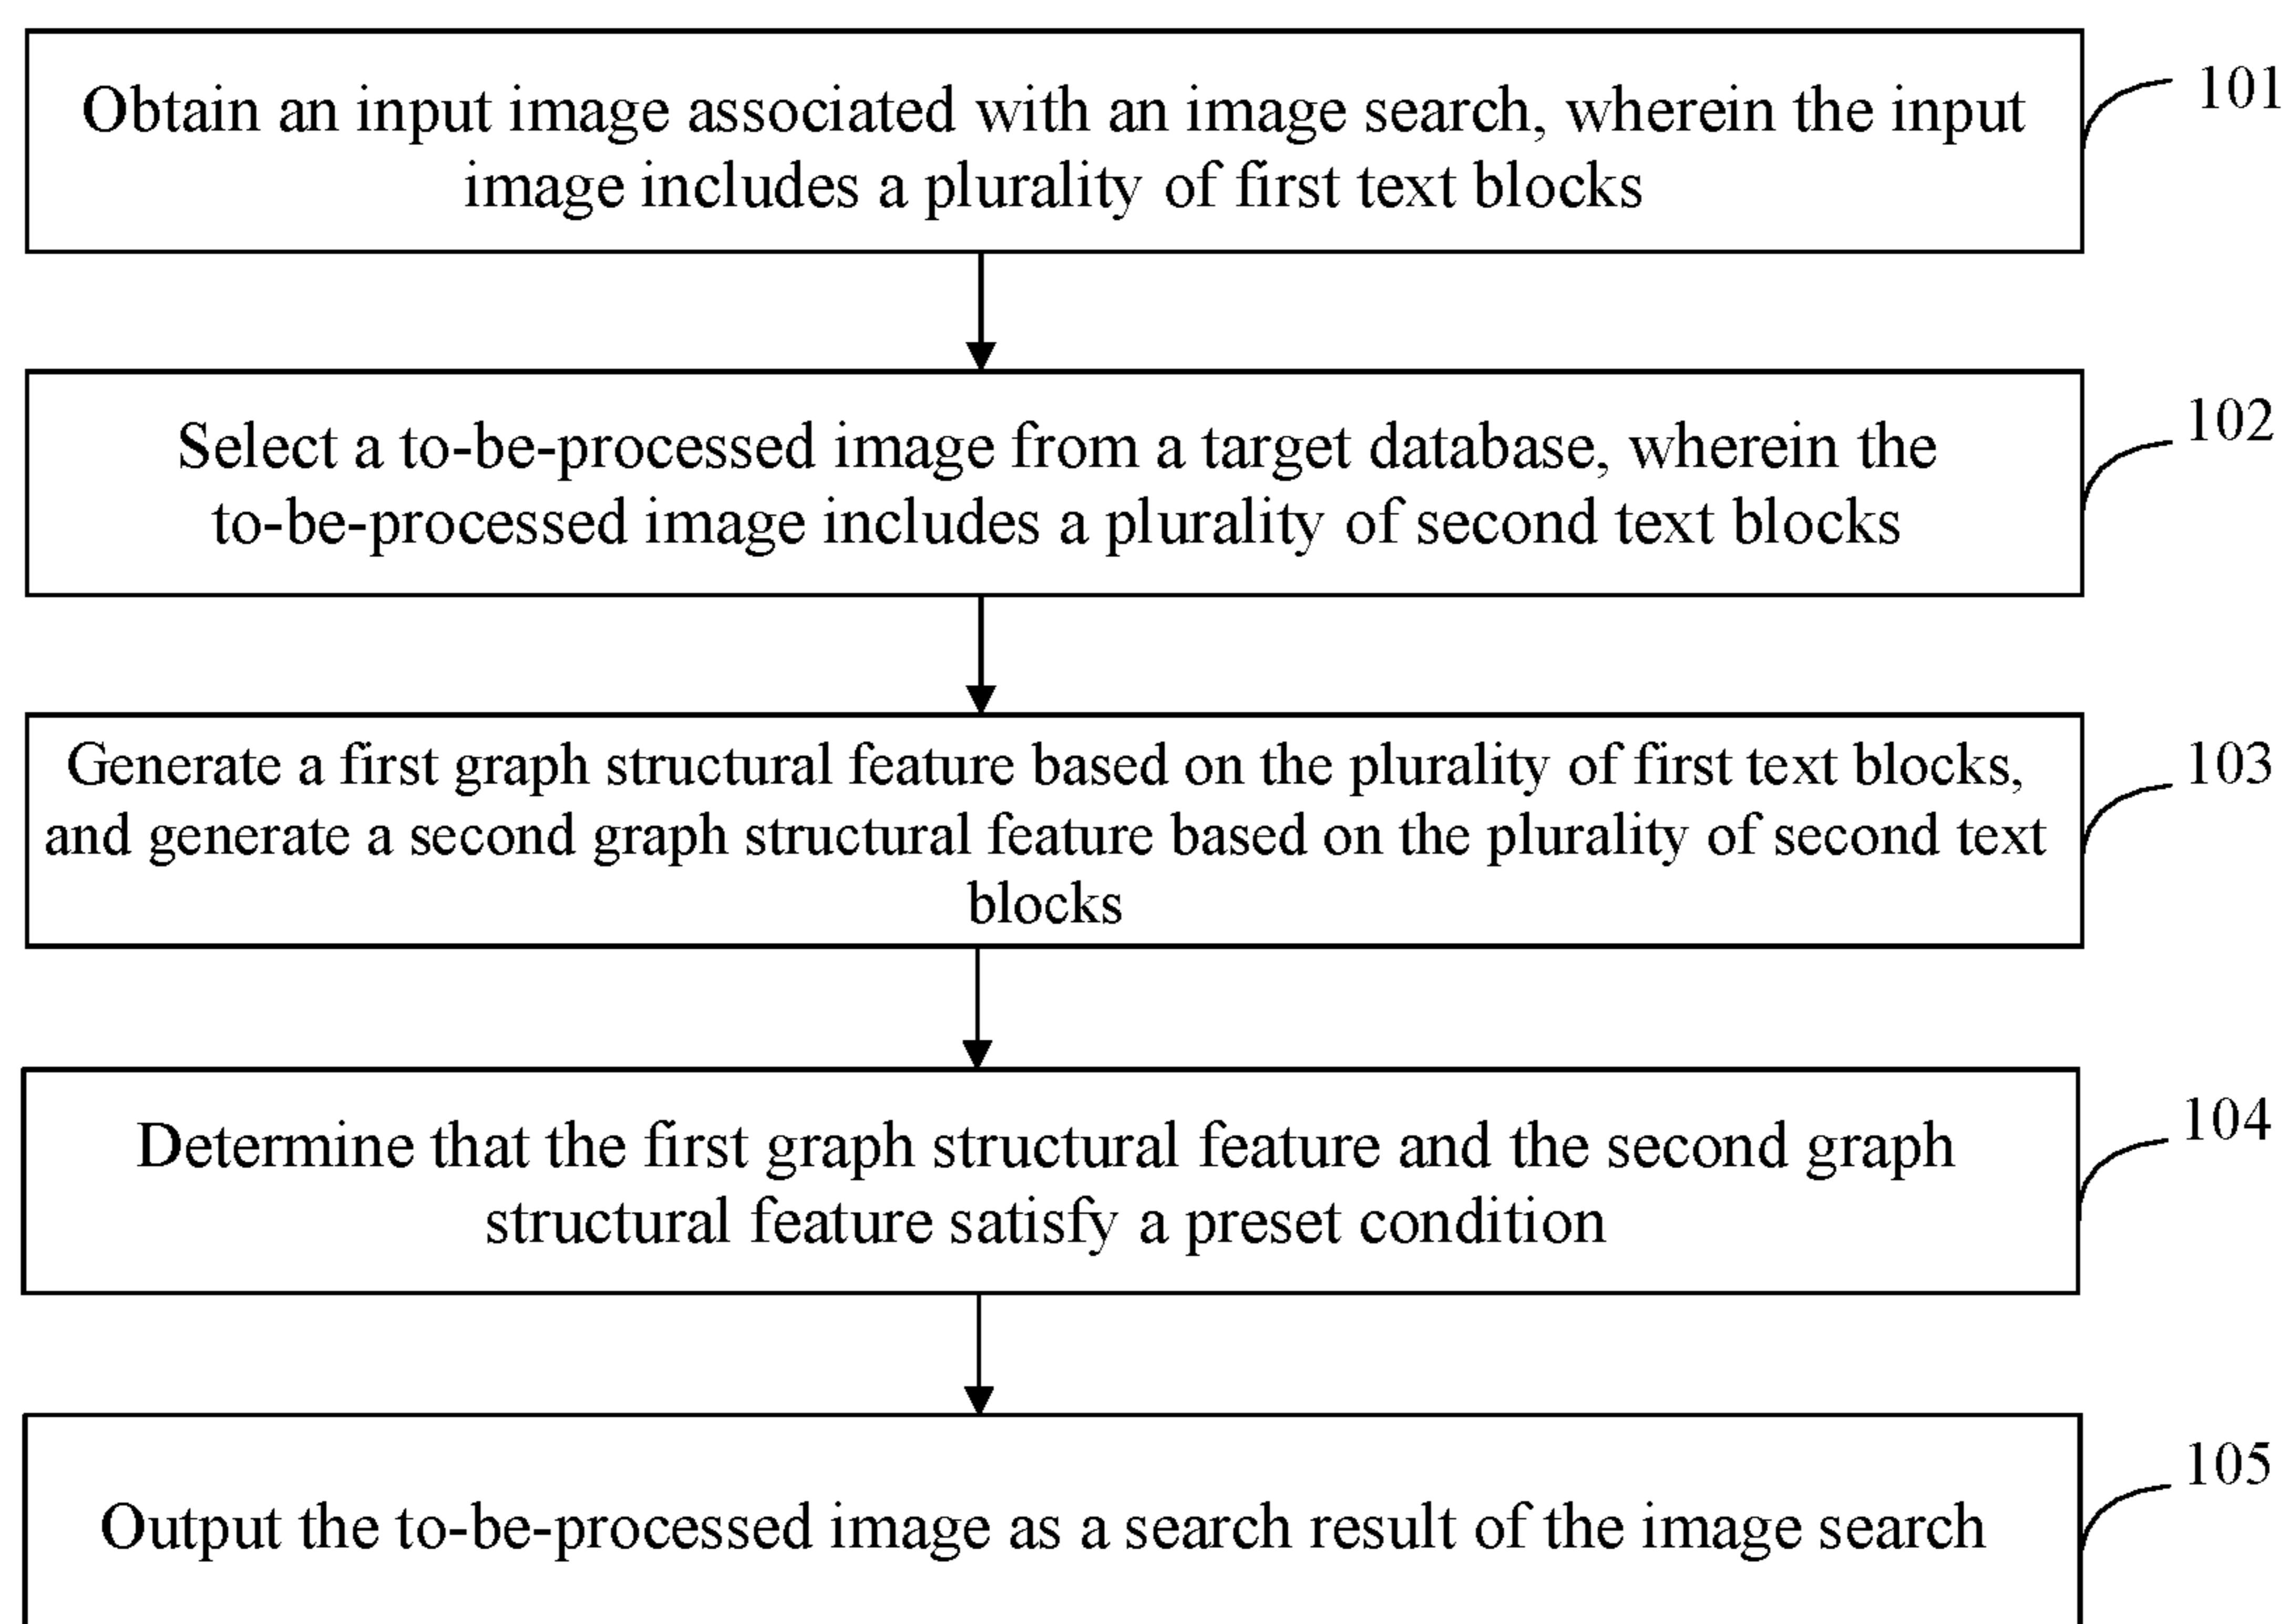 Obtain an input image associated with an image search, wherein the input
image includes a plurality of first text blocks
101
Select a to-be-processed image from a target database, wherein the
to-be-processed image includes a plurality of second text blocks
102
Generate a first graph structural feature based on the plurality of first text blocks,
and generate a second graph structural feature based on the plurality of second text
blocks
103
Determine that the first graph structural feature and the second graph
structural feature satisfy a preset condition
104
Output the to-be-processed image as a search result of the image search
105